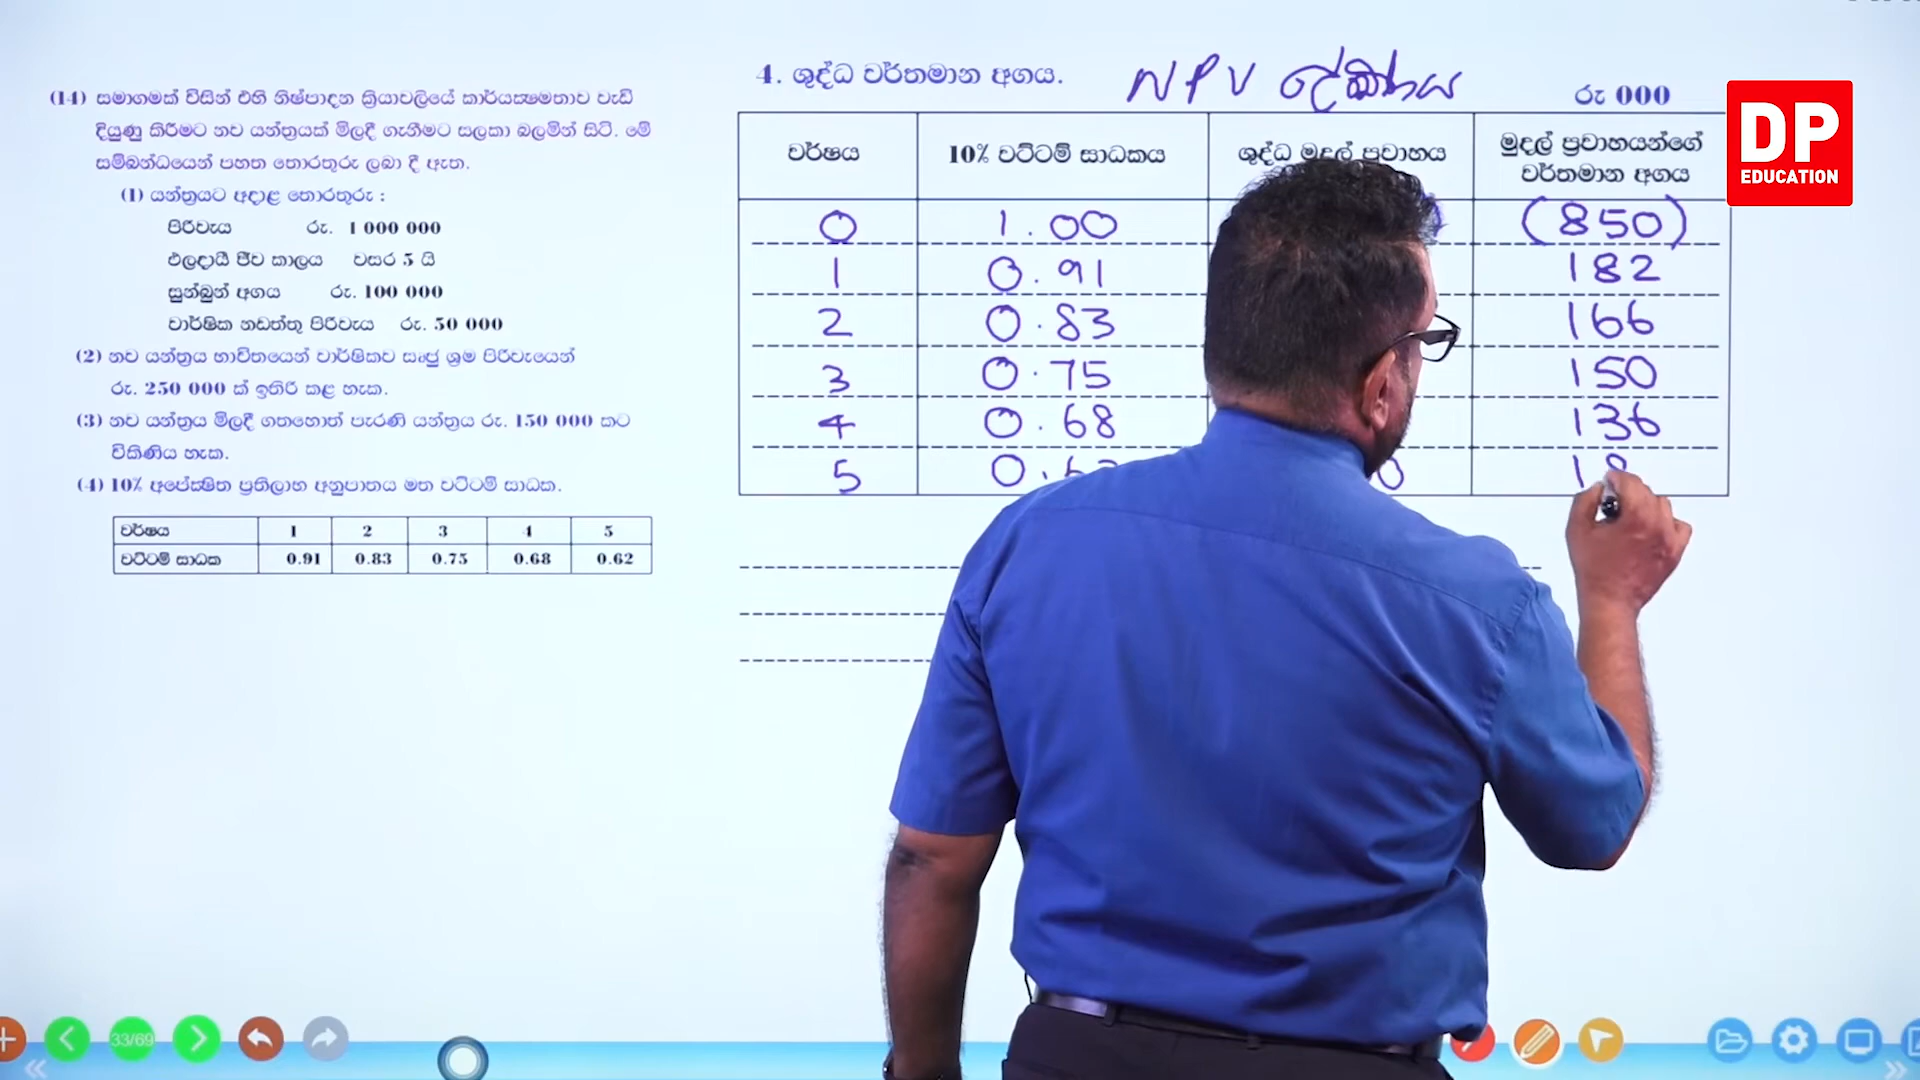 (14) සමාගමක් විසින් එහි නිෂ්පාදන ක්‍රියාවලියේ කාර්යක්ෂමතාව වැඩි
දියුණු කිරීමට නව යන්ත්‍රයක් මිලදී ගැනීමට සලකා බලමින් සිටී. මේ
සම්බන්ධයෙන් පහත තොරතුරු ලබා දී ඇත.
(1) යන්ත්‍රයට අදාළ තොරතුරු :
පිරිවැය රු. 1 000 000
ඵලදායී ජීව කාලය වසර 5 යි
සුන්බුන් අගය රු. 100 000
වාර්ෂික නඩත්තු පිරිවැය රු. 50 000
(2) නව යන්ත්‍රය භාවිතයෙන් වාර්ෂිකව සෘජු ශ්‍රම පිරිවැයෙන්
රු. 250 000 ක් ඉතිරි කළ හැක.
(3) නව යන්ත්‍රය මිලදී ගතහොත් පැරණි යන්ත්‍රය රු. 150 000 කට
විකිණිය හැක.
(4) 10% අපේක්ෂිත ප්‍රතිලාභ අනුපාතය මත වට්ටම් සාධක.
වර්ෂය 1 2 3 4 5
වට්ටම් සාධක 0.91 0.83 0.75 0.68 0.62
4. ශුද්ධ වර්තමාන අගය. NPV
රු 000
වර්ෂය 10% වට්ටම් සාධකය ශුද්ධ මුදල් ප්‍රවාහය මුදල් ප්‍රවාහයන්ගේ වර්තමාන අගය
0 1.00 (850)
1 0.91 182
2 0.83 166
3 0.75 150
4 0.68 136
5
DP
EDUCATION
33/69